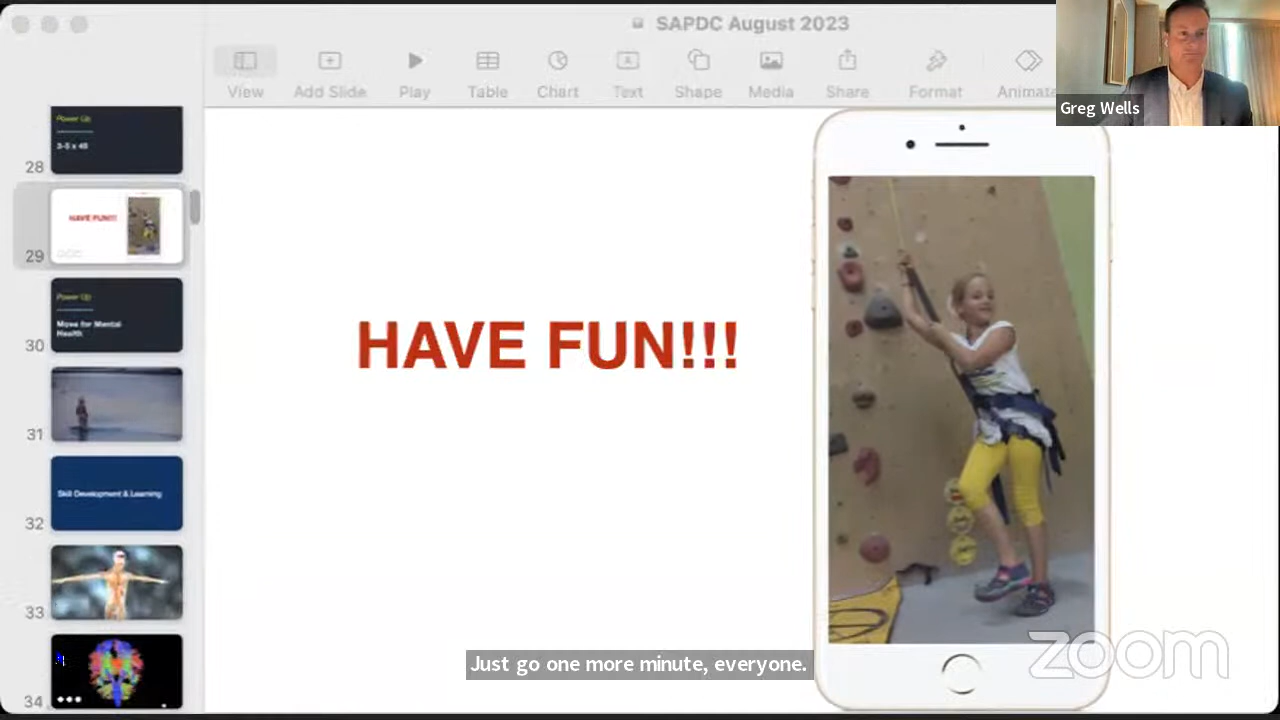 SAPDC August 2023
View
Add Slide
Play
Table
Chart
Text
Shape
Media
Share
Format
Animate
Greg Wells
Power Up
3-5 x 45
28
HAVE FUN!!!
29
Power Up
Move for Mental
Health
30
31
Skill Development & Learning
32
33
34
HAVE FUN!!!
Just go one more minute, everyone.
zoom